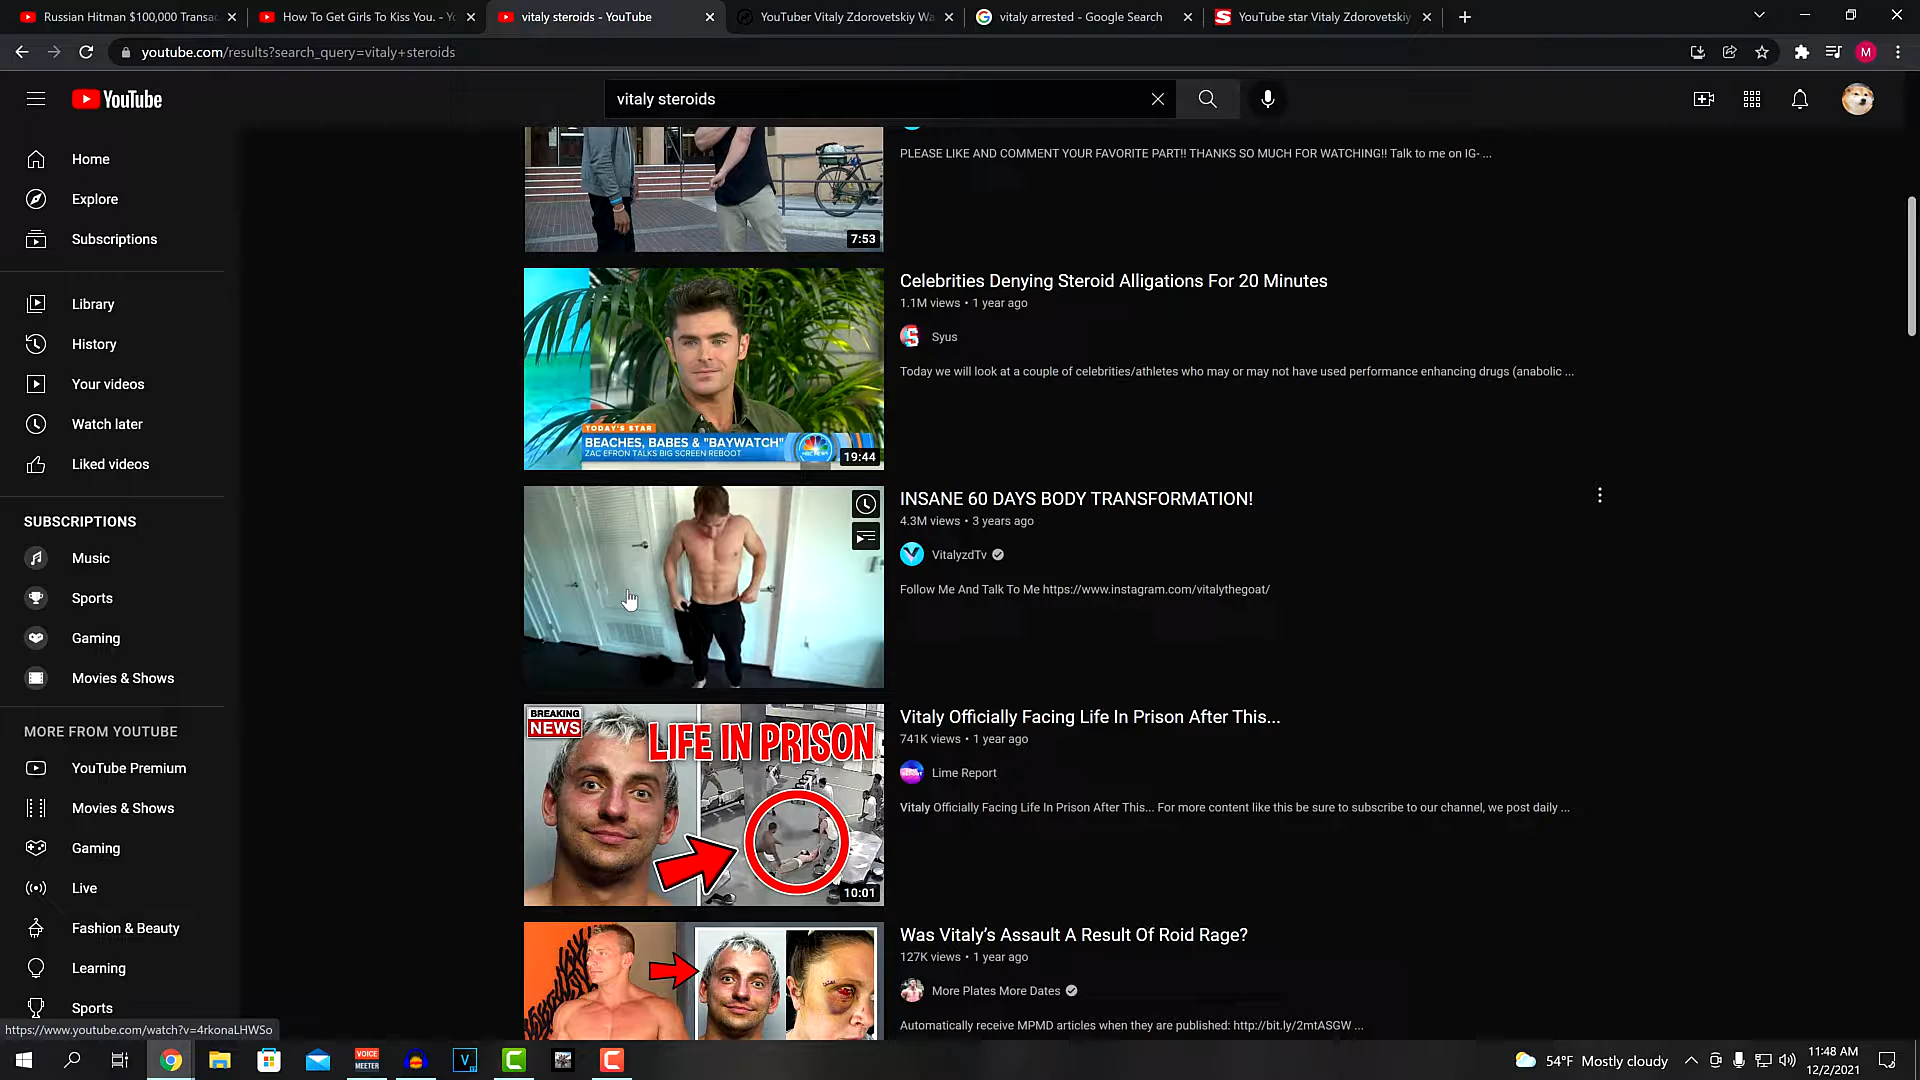 Russian Hitman $100,000 Transac
How To Get Girls To Kiss You. - Yo
vitaly steroids - YouTube
YouTuber Vitaly Zdorovetskiy Wa
vitaly arrested - Google Search
YouTube star Vitaly Zdorovetskiy
youtube.com/results?search_query=vitaly+steroids
M
YouTube
vitaly steroids
Home
Explore
Subscriptions
Library
History
Your videos
Watch later
Liked videos
SUBSCRIPTIONS
Music
Sports
Gaming
Movies & Shows
MORE FROM YOUTUBE
YouTube Premium
Movies & Shows
Gaming
Live
Fashion & Beauty
Learning
Sports
https://www.youtube.com/watch?v=4rkonaLHWSo
PLEASE LIKE AND COMMENT YOUR FAVORITE PART!! THANKS SO MUCH FOR WATCHING!! Talk to me on IG- ...
7:53
TODAY'S STAR
BEACHES, BABES & "BAYWATCH"
ZAC EFRON TALKS BIG SCREEN REBOOT
19:44
Celebrities Denying Steroid Alligations For 20 Minutes
1.1M views • 1 year ago
Syus
Today we will look at a couple of celebrities/athletes who may or may not have used performance enhancing drugs (anabolic ...
INSANE 60 DAYS BODY TRANSFORMATION!
4.3M views • 3 years ago
VitalyzdTv
Follow Me And Talk To Me https://www.instagram.com/vitalythegoat/
BREAKING
NEWS
LIFE IN PRISON
10:01
Vitaly Officially Facing Life In Prison After This...
741K views • 1 year ago
Lime Report
Vitaly Officially Facing Life In Prison After This... For more content like this be sure to subscribe to our channel, we post daily ...
Was Vitaly's Assault A Result Of Roid Rage?
127K views • 1 year ago
More Plates More Dates
Automatically receive MPMD articles when they are published: http://bit.ly/2mtASGW ...
VOICE
MEETER
54°F Mostly cloudy
11:48 AM
12/2/2021